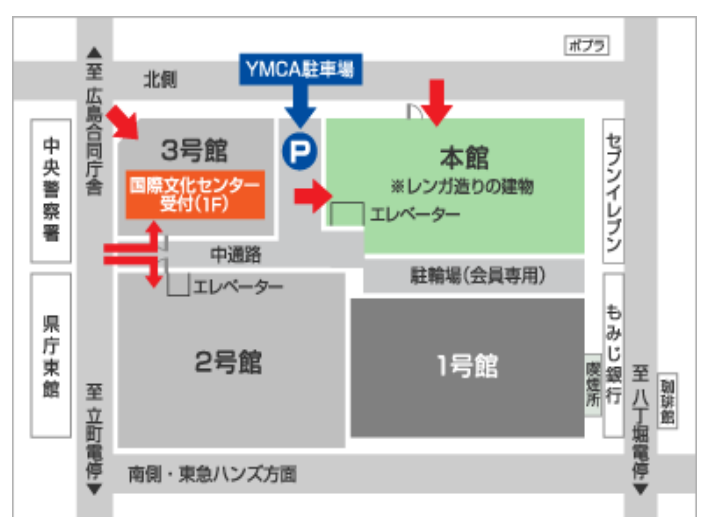 ポプラ
YMCA駐車場
北側
▲至 広島合同庁舎
中央警察署
3号館
国際文化センター
受付(1F)
P
本館
※レンガ造りの建物
エレベーター
セブンイレブン
中通路
駐輪場(会員専用)
エレベーター
県庁東館
2号館
1号館
喫煙所
もみじ銀行
珈琲館
至 立町電停▼
至 八丁堀電停▼
南側・東急ハンズ方面